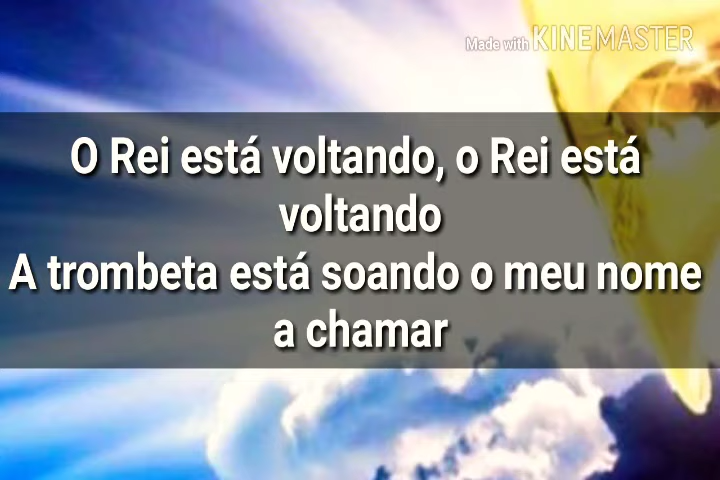 Made with KINEMASTER
O Rei está voltando, o Rei está
voltando
A trombeta está soando o meu nome
a chamar